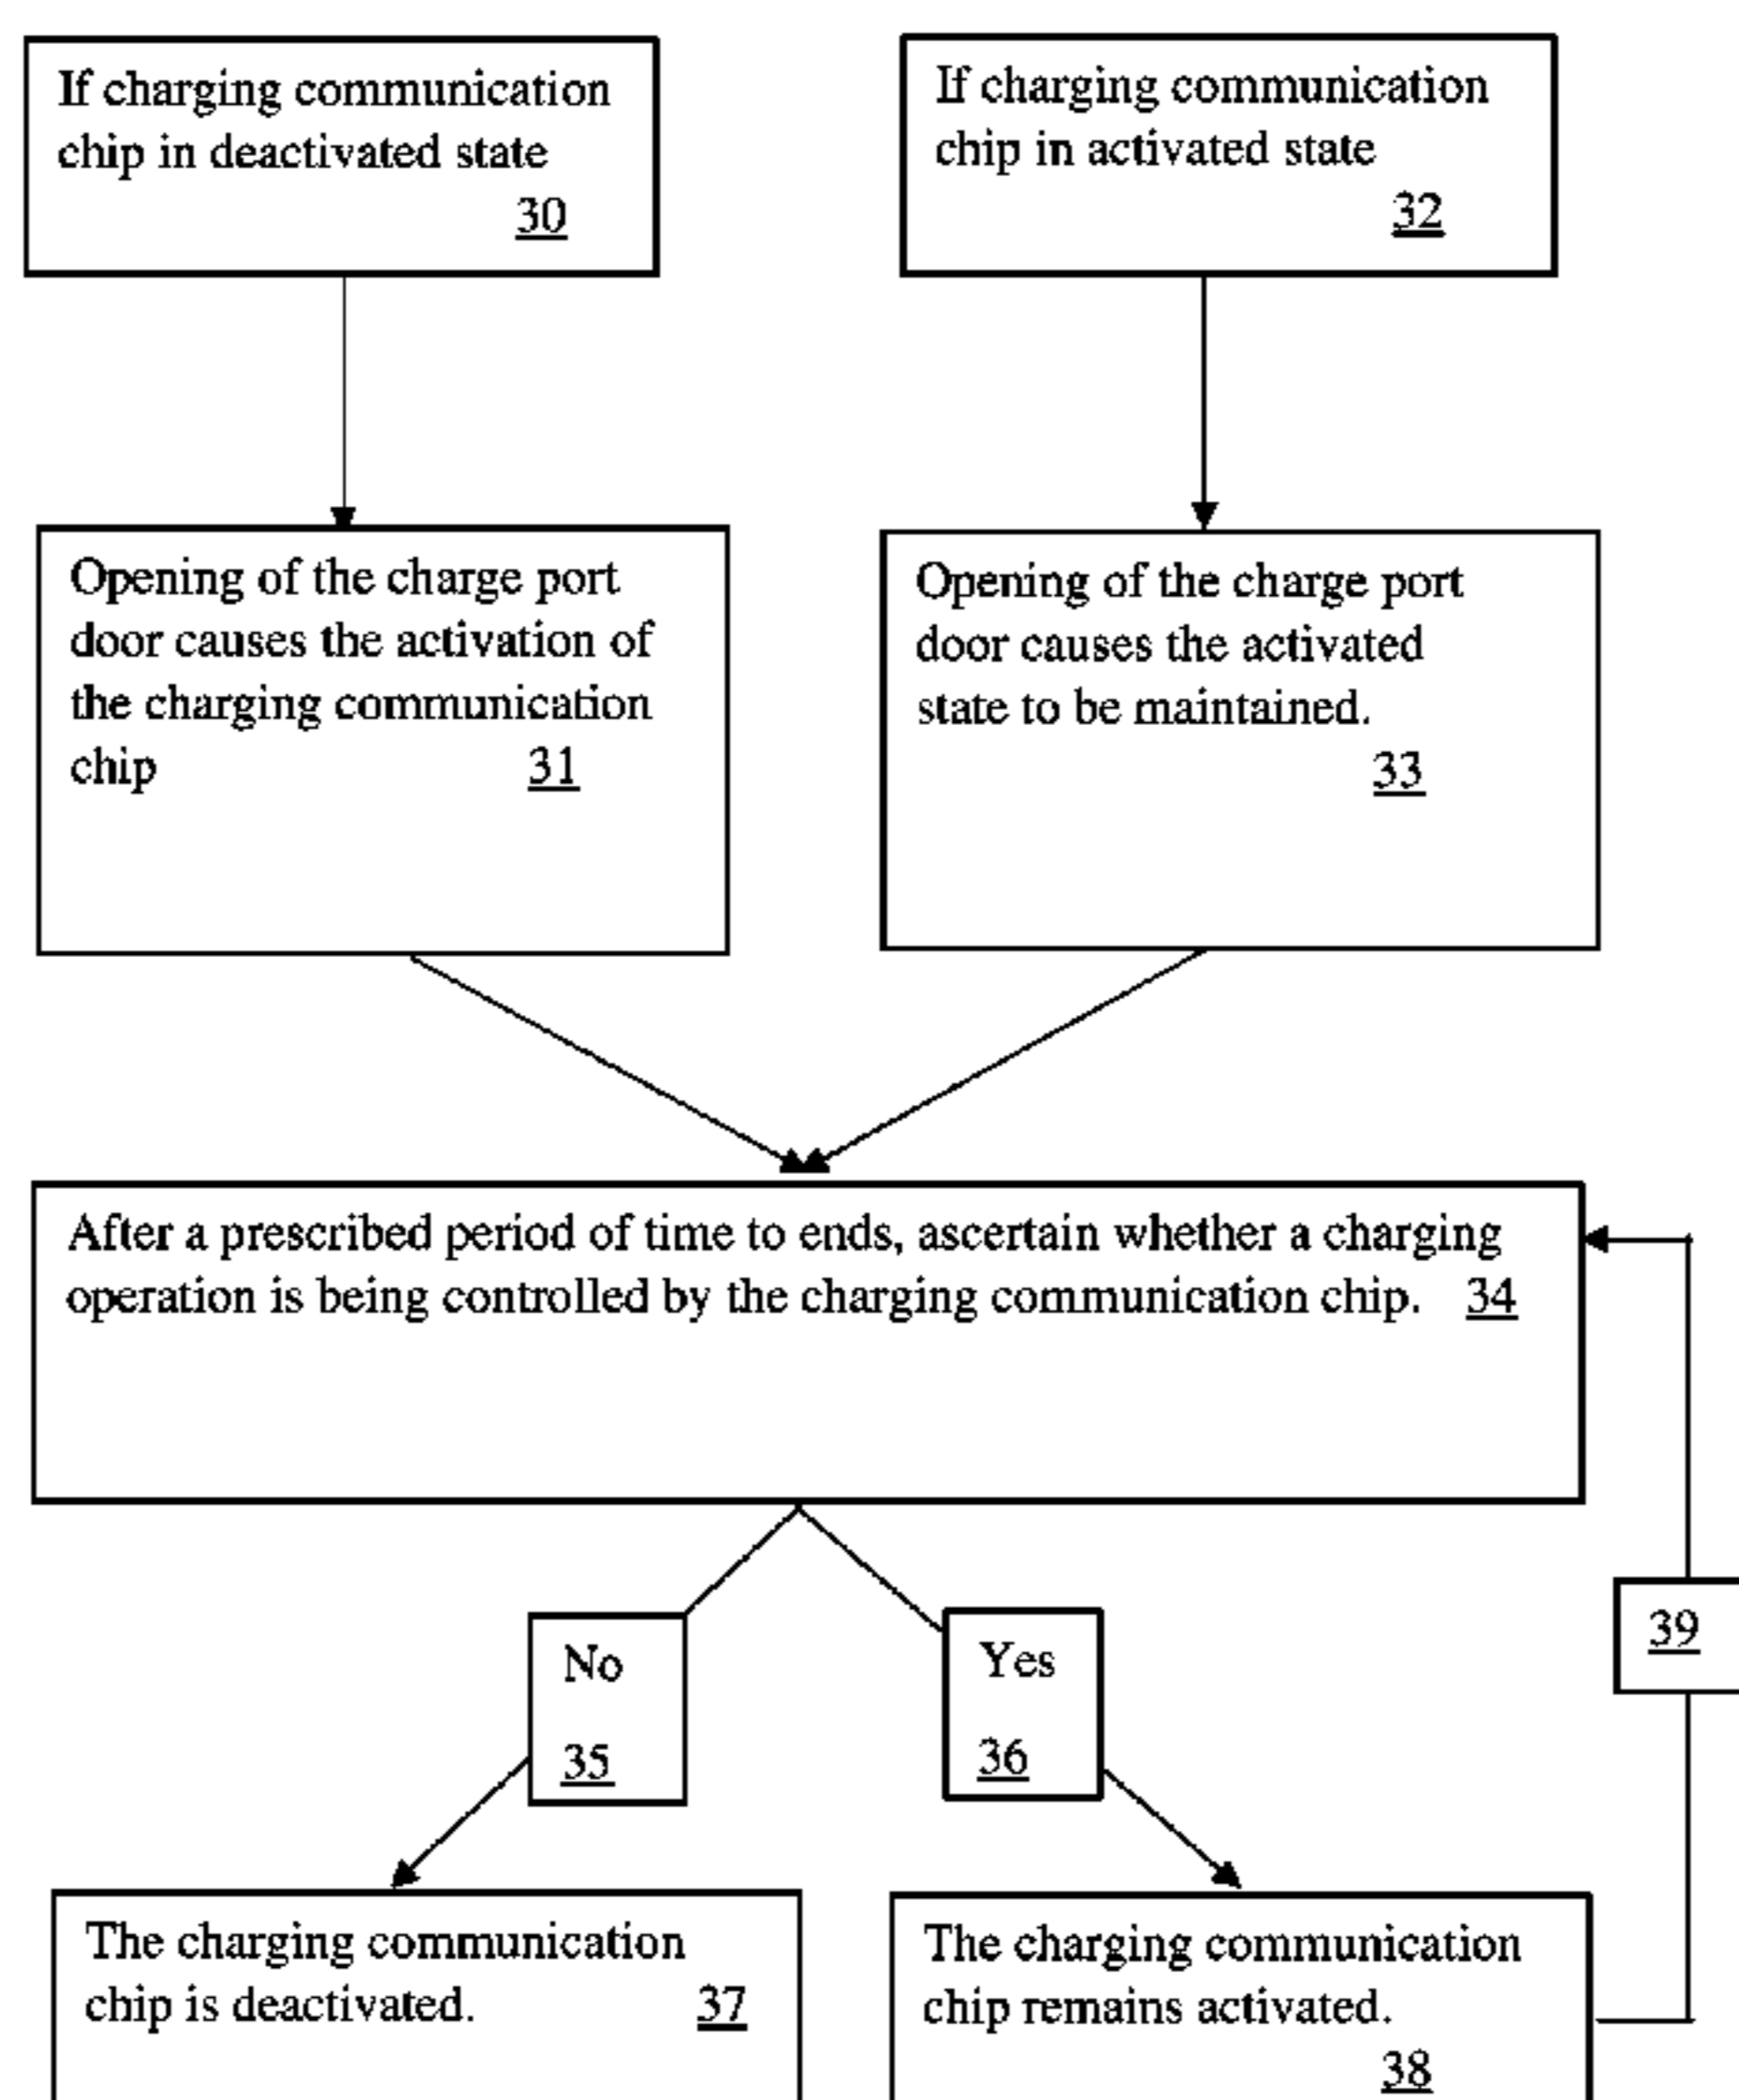 If charging communication
chip in deactivated state
30
If charging communication
chip in activated state
32
Opening of the charge port
door causes the activation of
the charging communication
chip 31
Opening of the charge port
door causes the activated
state to be maintained.
33
After a prescribed period of time to ends, ascertain whether a charging
operation is being controlled by the charging communication chip. 34
No
35
Yes
36
39
The charging communication
chip is deactivated. 37
The charging communication
chip remains activated.
38